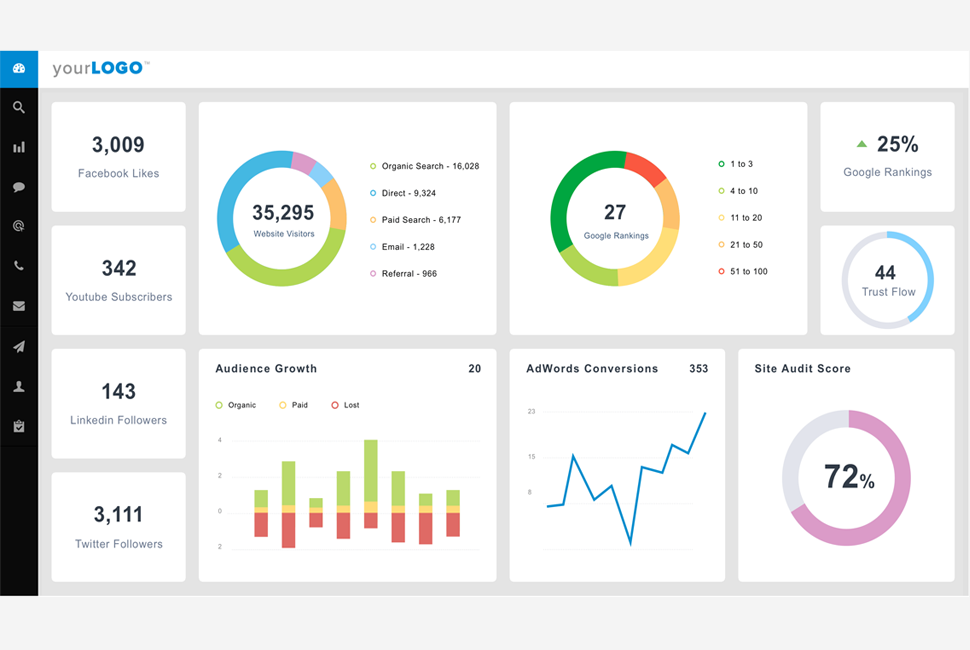 yourLOGO™
3,009
Facebook Likes
342
Youtube Subscribers
143
Linkedin Followers
3,111
Twitter Followers
35,295
Website Visitors
Organic Search - 16,028
Direct - 9,324
Paid Search - 6,177
Email - 1,228
Referral - 966
27
Google Rankings
1 to 3
4 to 10
11 to 20
21 to 50
51 to 100
25%
Google Rankings
44
Trust Flow
Audience Growth 20
Organic Paid Lost
4
2
0
2
AdWords Conversions 353
23
15
8
Site Audit Score
72%